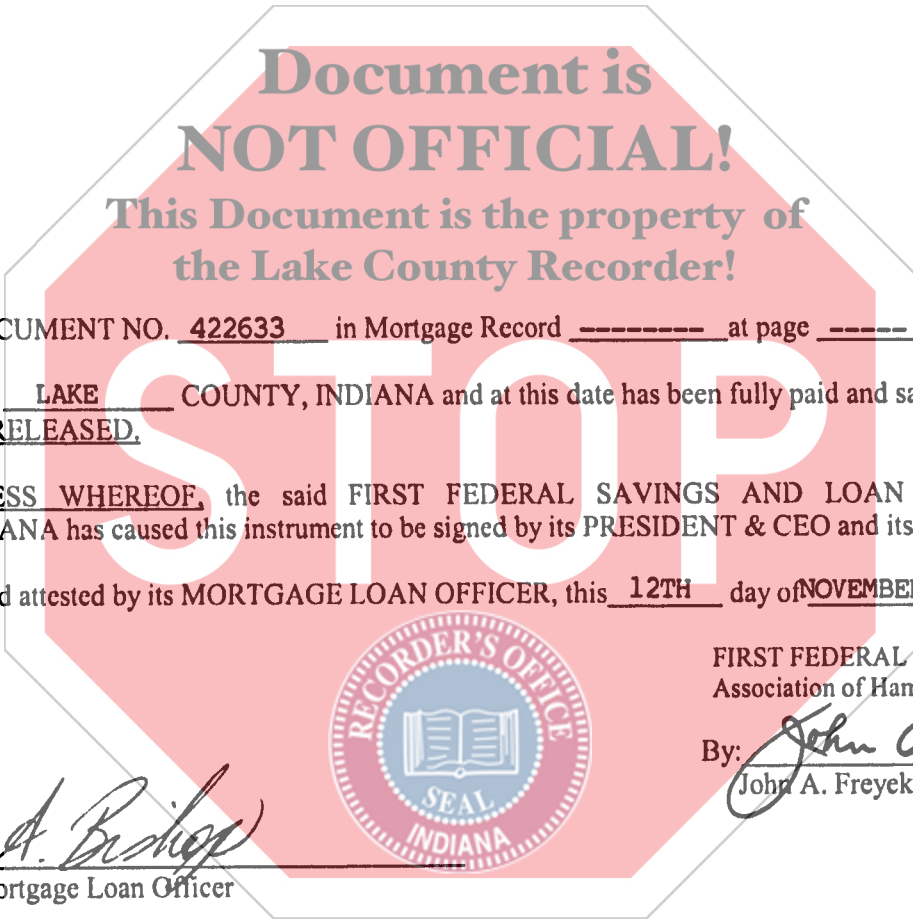 Document is
NOT OFFICIAL!
This Document is the property of
the Lake County Recorder!
CUMENT NO. 422633 in Mortgage Record -------- at page -----
LAKE COUNTY, INDIANA and at this date has been fully paid and sa
RELEASED.
ESS WHEREOF, the said FIRST FEDERAL SAVINGS AND LOAN
ANA has caused this instrument to be signed by its PRESIDENT & CEO and its
d attested by its MORTGAGE LOAN OFFICER, this 12TH day of NOVEMBE
STOP
FIRST FEDERAL
Association of Ham
By: John
John A. Freyek
RECORDER'S OFFICE
SEAL
INDIANA
A. Bishop
ortgage Loan Officer